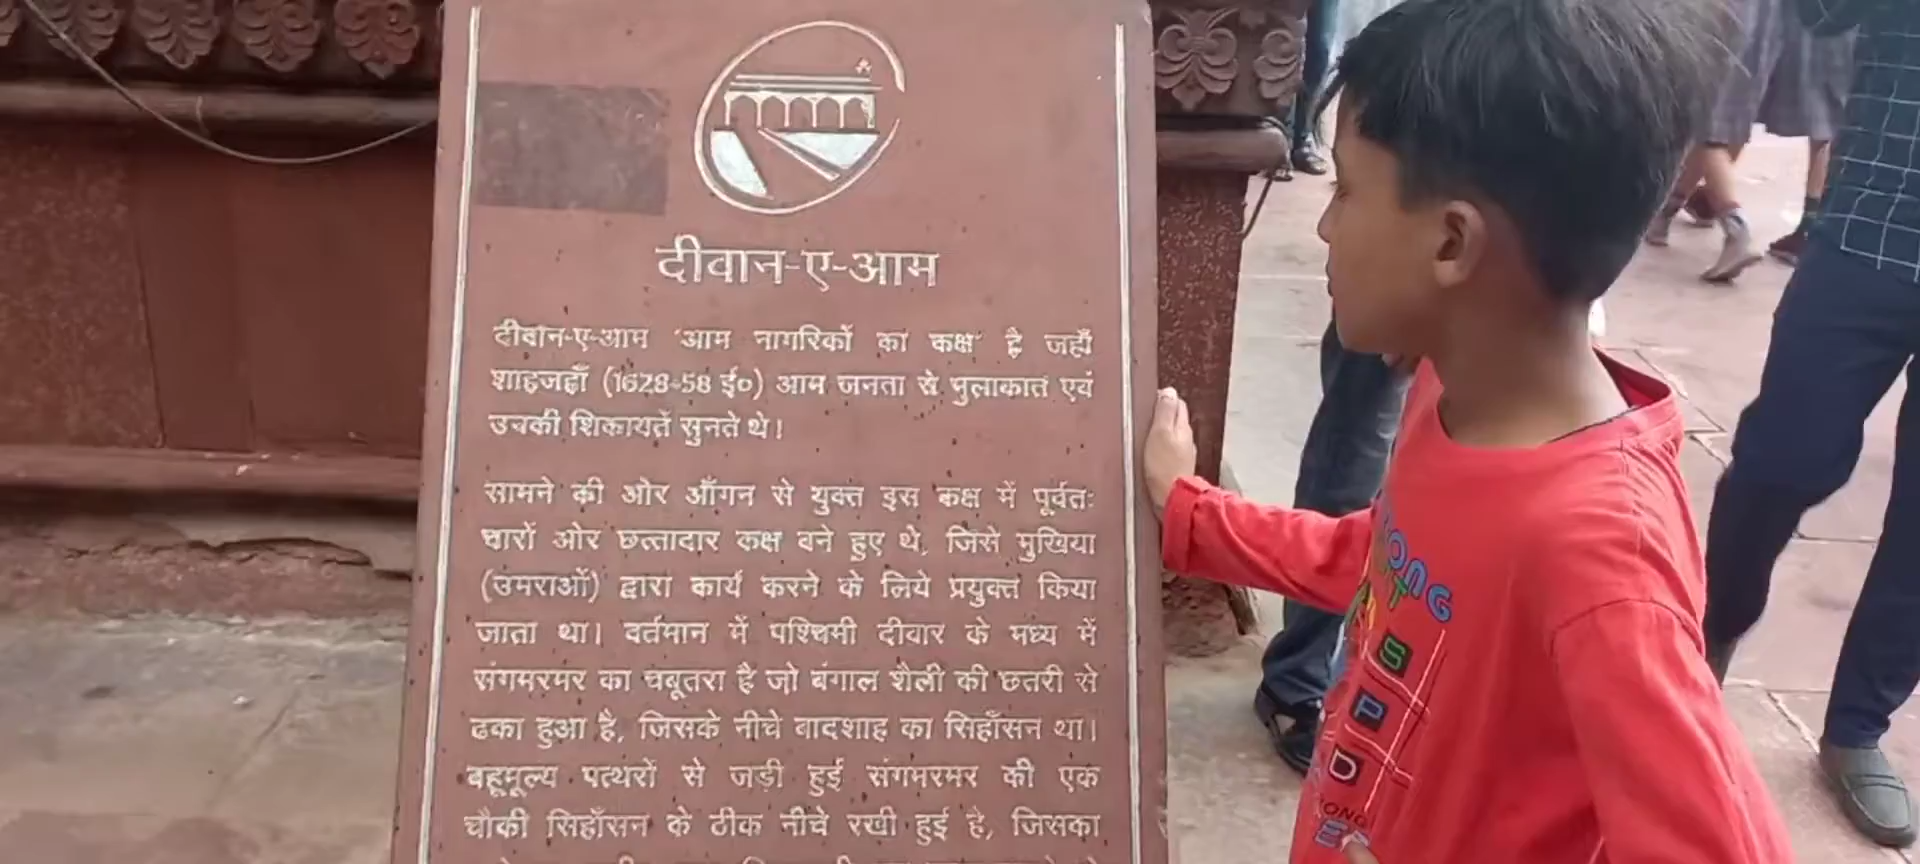 दीवान-ए-आम
दीवान-ए-आम 'आम नागरिकों का कक्ष' है जहाँ
शाहजहाँ (1628-58 ई०) आम जनता से मुलाकात एवं
उनकी शिकायतें सुनते थे।
सामने की ओर आँगन से युक्त इस कक्ष में पूर्वतः
चारों ओर छत्तादार कक्ष बने हुए थे, जिसे मुखिया
(उमराओं) द्वारा कार्य करने के लिये प्रयुक्त किया
जाता था। वर्तमान में पश्चिमी दीवार के मध्य में
संगमरमर का चबूतरा है जो बंगाल शैली की छतरी से
ढका हुआ है, जिसके नीचे बादशाह का सिहाँसन था।
बहूमूल्य पत्थरों से जड़ी हुई संगमरमर की एक
चौकी सिहाँसन के ठीक नीचे रखी हुई है, जिसका
S
P
D